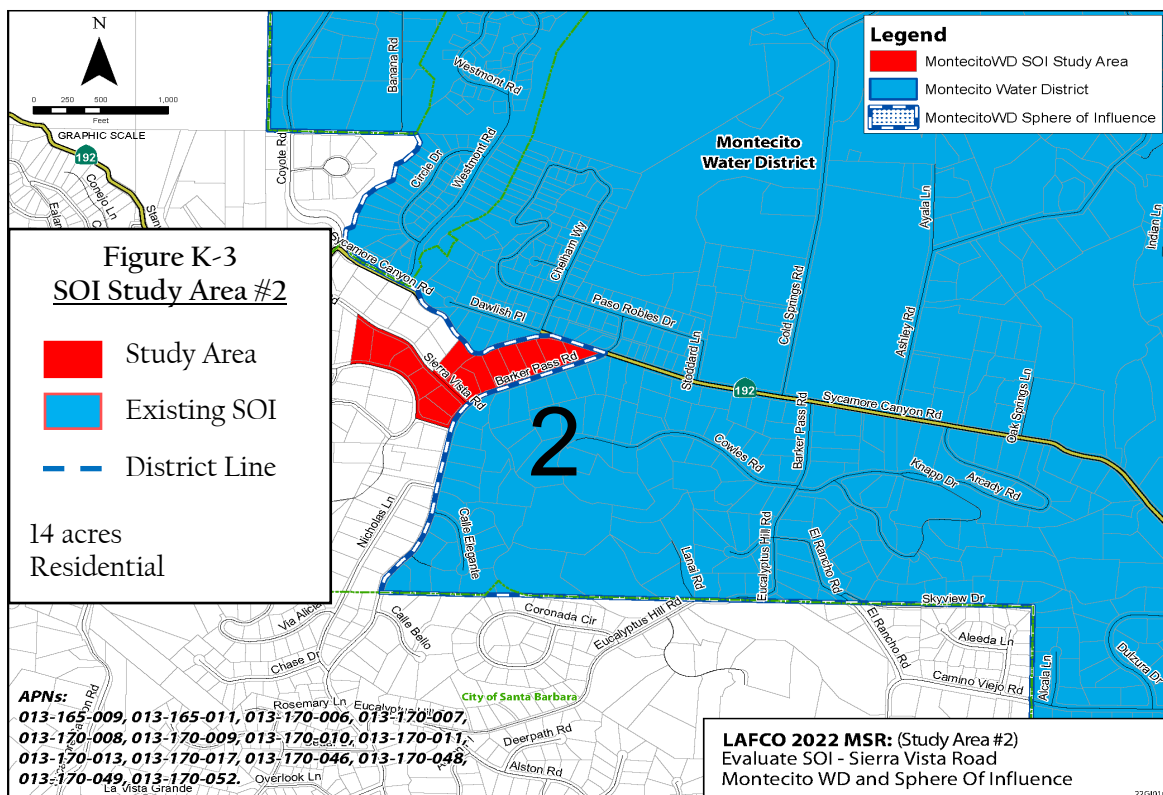 N
0 250 500 1,000
Feet
GRAPHIC SCALE
192
Conejo Ln
Coyote Rd
Banana Rd
Westmont Rd
Circle Dr
Westmont Rd
Legend
MontecitoWD SOI Study Area
Montecito Water District
MontecitoWD Sphere of Influence
Montecito
Water District
Ayala Ln
Indian Ln
Figure K-3
SOI Study Area #2
Study Area
Existing SOI
District Line
14 acres
Residential
Sycamore Canyon Rd
Chelham Wy
Dawlish Pl
Paso Robles Dr
Sierra Vista Rd
Barker Pass Rd
Stoddard Ln
Cold Springs Rd
Ashley Rd
192
Sycamore Canyon Rd
Oak Springs Ln
2
Cowles Rd
Barker Pass Rd
Knapp Dr
Arcady Rd
Nicholas Ln
Calle Elegante
Lanai Rd
Eucalyptus Hill Rd
El Rancho Rd
Skyview Dr
Via Alicia
Calle Bello
Coronada Cir
Eucalyptus Hill Rd
El Rancho Rd
Aleeda Ln
Chase Dr
Camino Viejo Rd
Alcala Ln
Dulzura Dr
City of Santa Barbara
Rosemary Ln
Deerpath Rd
Alston Rd
Overlook Ln
La Vista Grande
APNs:
013-165-009, 013-165-011, 013-170-006, 013-170-007,
013-170-008, 013-170-009, 013-170-010, 013-170-011,
013-170-013, 013-170-017, 013-170-046, 013-170-048,
013-170-049, 013-170-052.
LAFCO 2022 MSR: (Study Area #2)
Evaluate SOI - Sierra Vista Road
Montecito WD and Sphere Of Influence